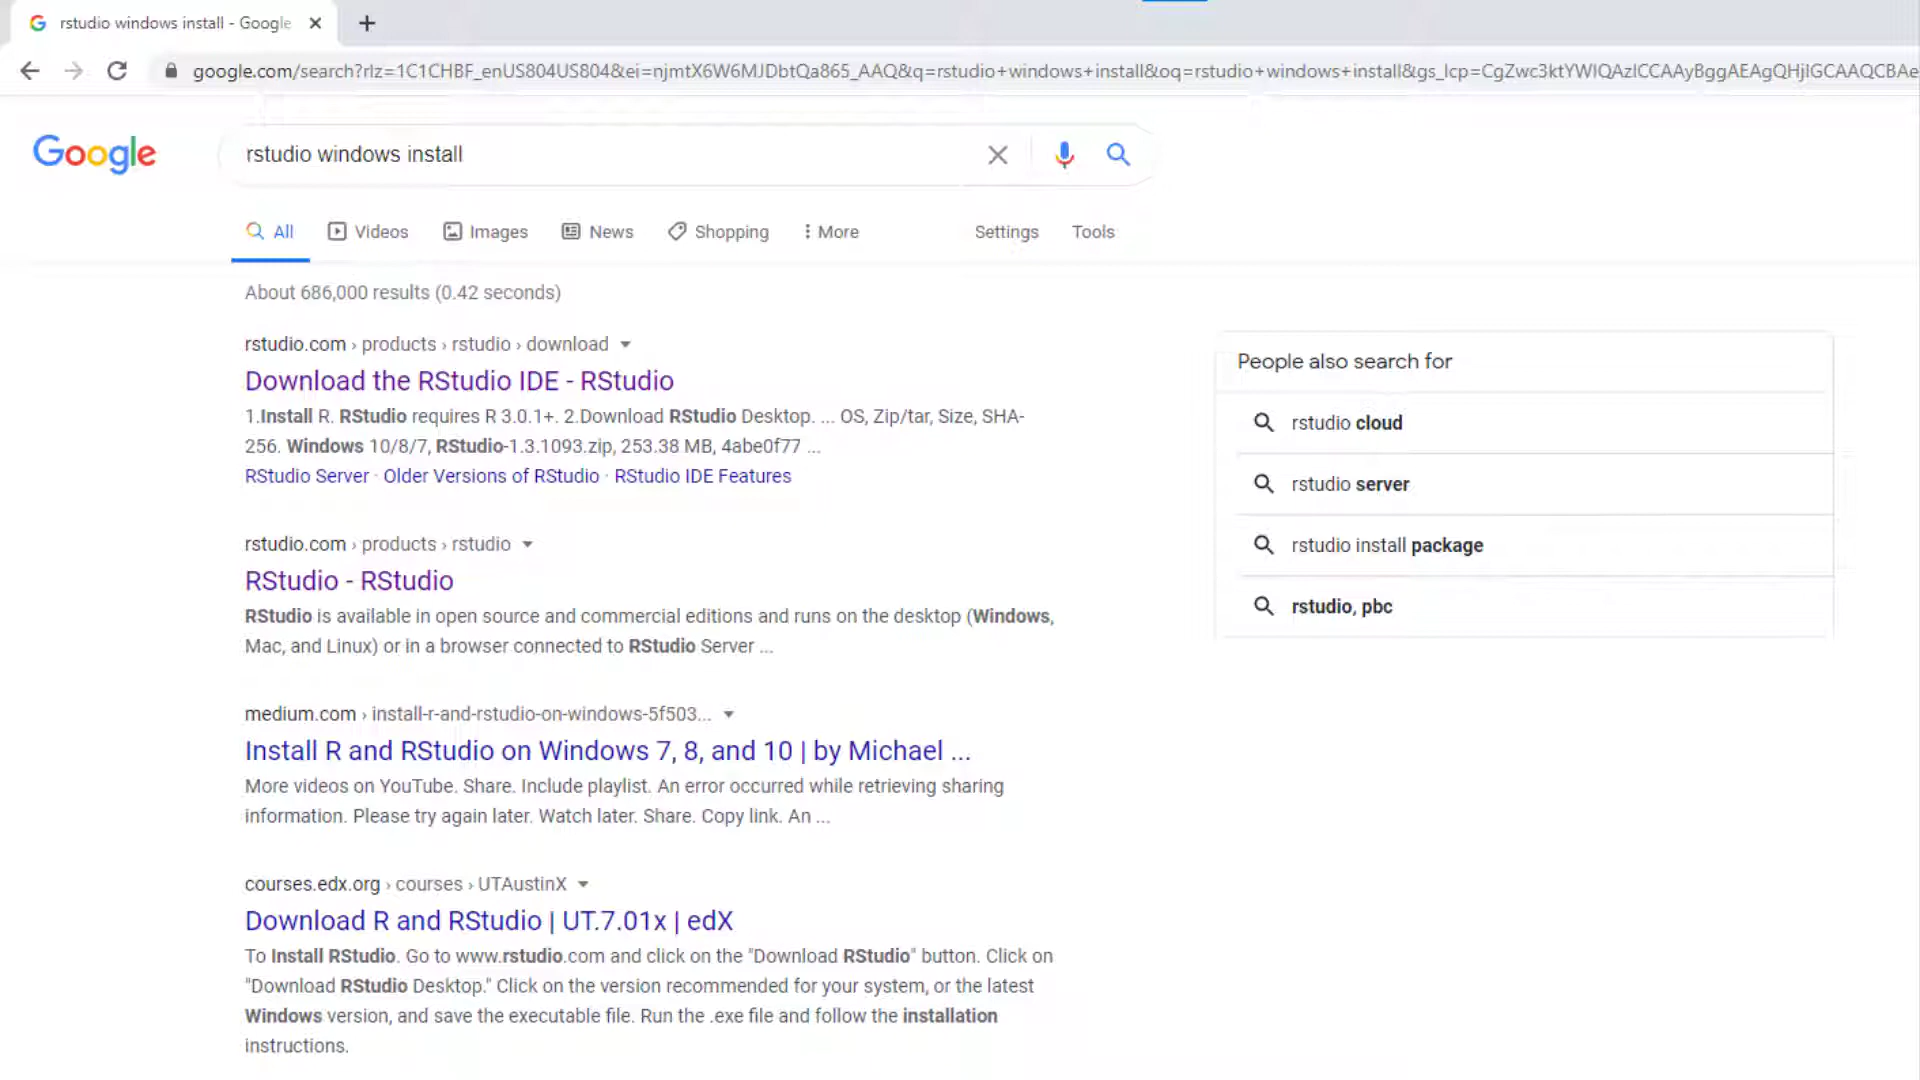 rstudio windows install - Google
google.com/search?rlz=1C1CHBF_enUS804US804&ei=njmtX6W6MJDbtQa865_AAQ&q=rstudio+windows+install&oq=rstudio+windows+install&gs_lcp=CgZwc3ktYWIQAzICCAAyBggAEAgQHjIGCAAQCBAe
Google
rstudio windows install
All Videos Images News Shopping More Settings Tools
About 686,000 results (0.42 seconds)
rstudio.com › products › rstudio › download
Download the RStudio IDE - RStudio
1.Install R. RStudio requires R 3.0.1+. 2.Download RStudio Desktop. ... OS, Zip/tar, Size, SHA-
256. Windows 10/8/7, RStudio-1.3.1093.zip, 253.38 MB, 4abe0f77 ...
RStudio Server · Older Versions of RStudio · RStudio IDE Features
rstudio.com › products › rstudio
RStudio - RStudio
RStudio is available in open source and commercial editions and runs on the desktop (Windows,
Mac, and Linux) or in a browser connected to RStudio Server ...
medium.com › install-r-and-rstudio-on-windows-5f503...
Install R and RStudio on Windows 7, 8, and 10 | by Michael ...
More videos on YouTube. Share. Include playlist. An error occurred while retrieving sharing
information. Please try again later. Watch later. Share. Copy link. An ...
courses.edx.org › courses › UTAustinX
Download R and RStudio | UT.7.01x | edX
To Install RStudio. Go to www.rstudio.com and click on the "Download RStudio" button. Click on
"Download RStudio Desktop." Click on the version recommended for your system, or the latest
Windows version, and save the executable file. Run the .exe file and follow the installation
instructions.
People also search for
rstudio cloud
rstudio server
rstudio install package
rstudio, pbc